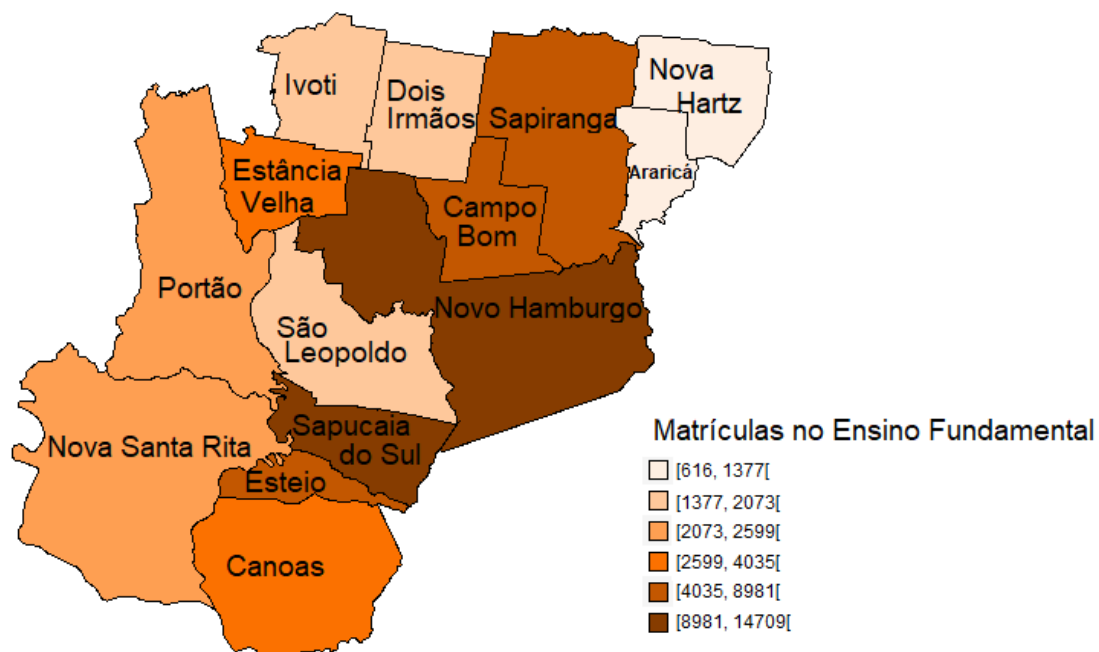 Ivoti
Dois
Irmãos
Sapiranga
Nova
Hartz
Araricá
Estância
Velha
Campo
Bom
Portão
Novo Hamburgo
São
Leopoldo
Nova Santa Rita
Sapucaia
do Sul
Esteio
Canoas
Matrículas no Ensino Fundamental
[616, 1377[
[1377, 2073[
[2073, 2599[
[2599, 4035[
[4035, 8981[
[8981, 14709[